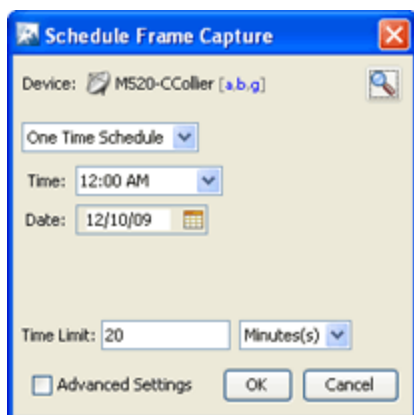 Schedule Frame Capture
Device: M520-CCollier [a,b,g]
One Time Schedule
Time: 12:00 AM
Date: 12/10/09
Time Limit: 20 Minutes(s)
Advanced Settings OK Cancel